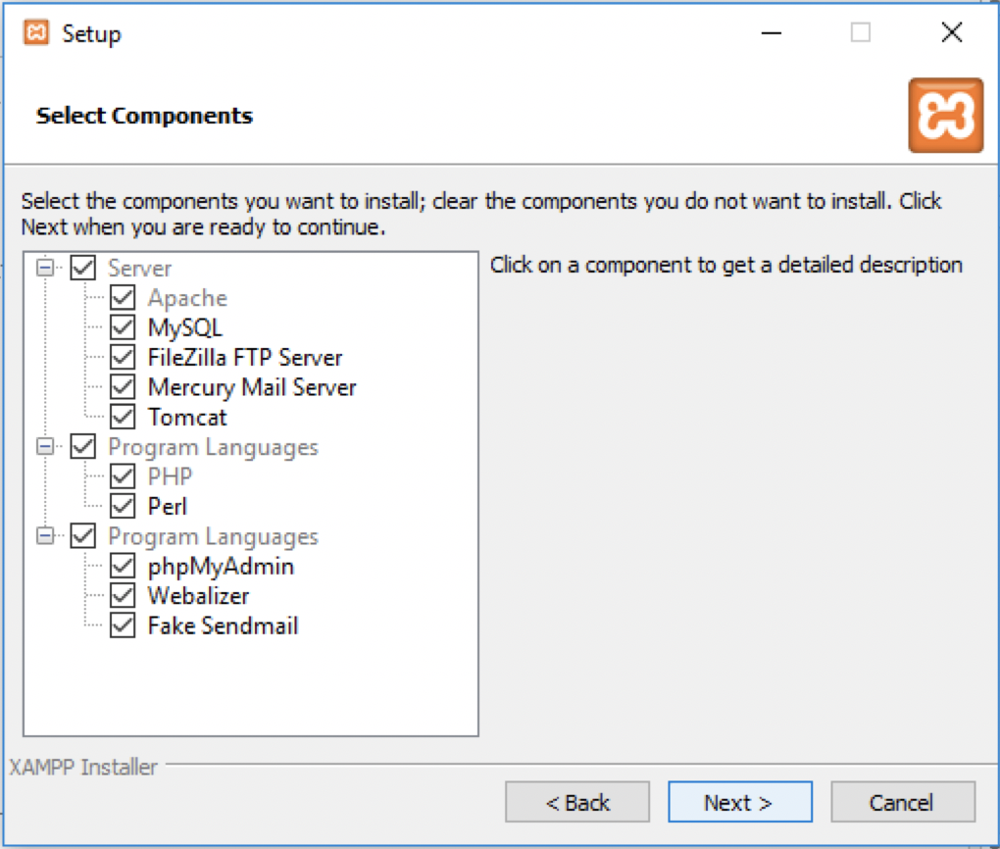 Setup
Select Components
Select the components you want to install; clear the components you do not want to install. Click
Next when you are ready to continue.
Click on a component to get a detailed description
Server
Apache
MySQL
FileZilla FTP Server
Mercury Mail Server
Tomcat
Program Languages
PHP
Perl
Program Languages
phpMyAdmin
Webalizer
Fake Sendmail
XAMPP Installer
< Back
Next >
Cancel